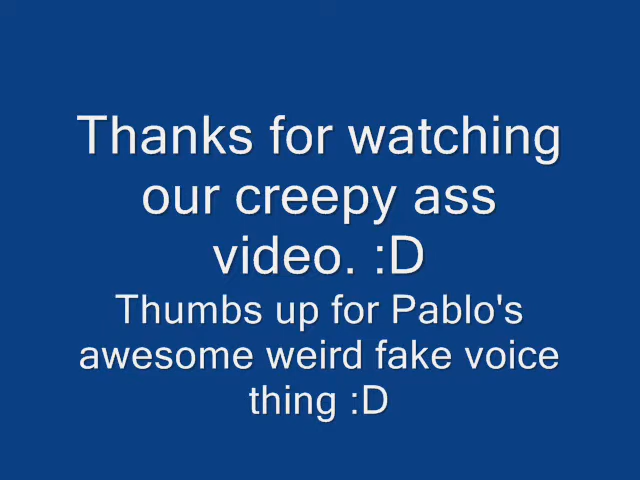 Thanks for watching
our creepy ass
video. :D
Thumbs up for Pablo's
awesome weird fake voice
thing :D